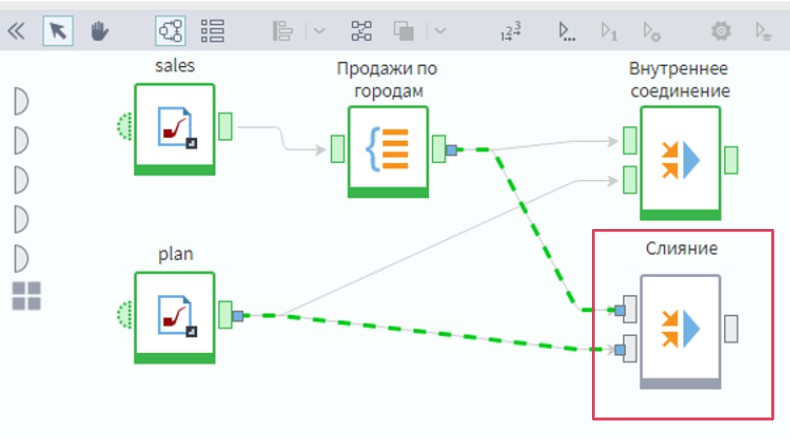 sales
Продажи по
городам
Внутреннее
соединение
plan
Слияние